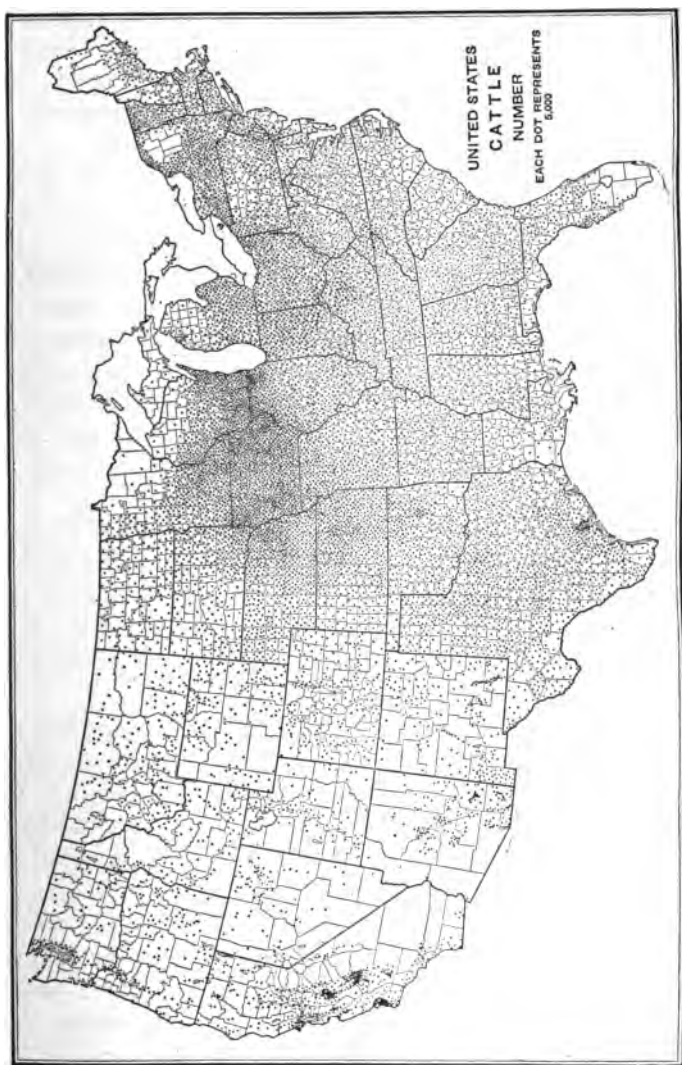 UNITED STATES
CATTLE
NUMBER
EACH DOT REPRESENTS
5,000